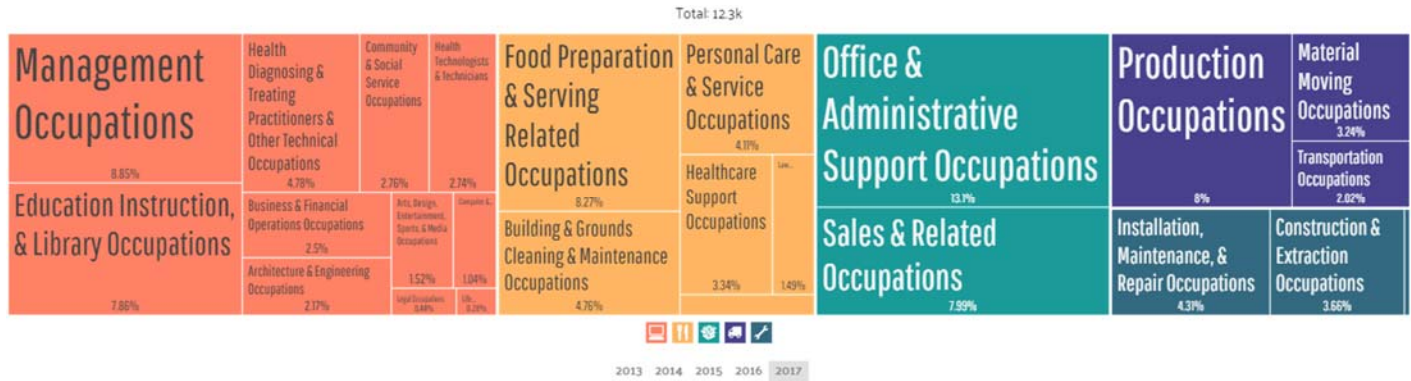 Total: 12.3k
Management
Occupations
8.85%
Education Instruction,
& Library Occupations
7.86%
Health
Diagnosing &
Treating
Practitioners &
Other Technical
Occupations
4.78%
Community
& Social
Service
Occupations
2.76%
Health
Technologists
& Technicians
2.74%
Business & Financial
Operations Occupations
2.5%
Architecture & Engineering
Occupations
2.17%
Arts, Design,
Entertainment,
Sports, & Media
Occupations
1.52%
Computer &...
1.04%
Legal Occupations
Life...
Food Preparation
& Serving
Related
Occupations
8.27%
Building & Grounds
Cleaning & Maintenance
Occupations
4.76%
Personal Care
& Service
Occupations
4.11%
Healthcare
Support
Occupations
3.34%
Law...
1.49%
Office &
Administrative
Support Occupations
13.1%
Sales & Related
Occupations
7.99%
Production
Occupations
8%
Material
Moving
Occupations
3.24%
Transportation
Occupations
2.02%
Installation,
Maintenance, &
Repair Occupations
4.31%
Construction &
Extraction
Occupations
3.66%
2013 2014 2015 2016 2017